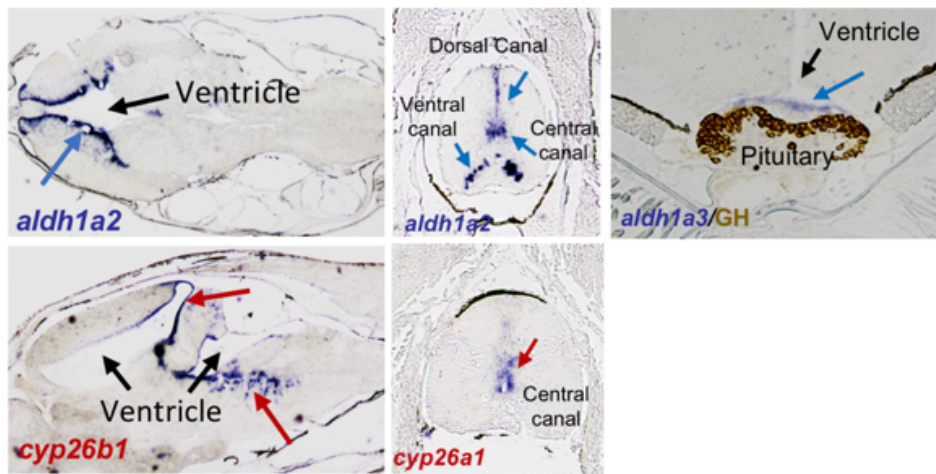 Ventricle
aldh1a2
Dorsal Canal
Ventral
canal
Central
canal
aldh1a2
Ventricle
Pituitary
aldh1a3/GH
Ventricle
cyp26b1
Central
canal
cyp26a1